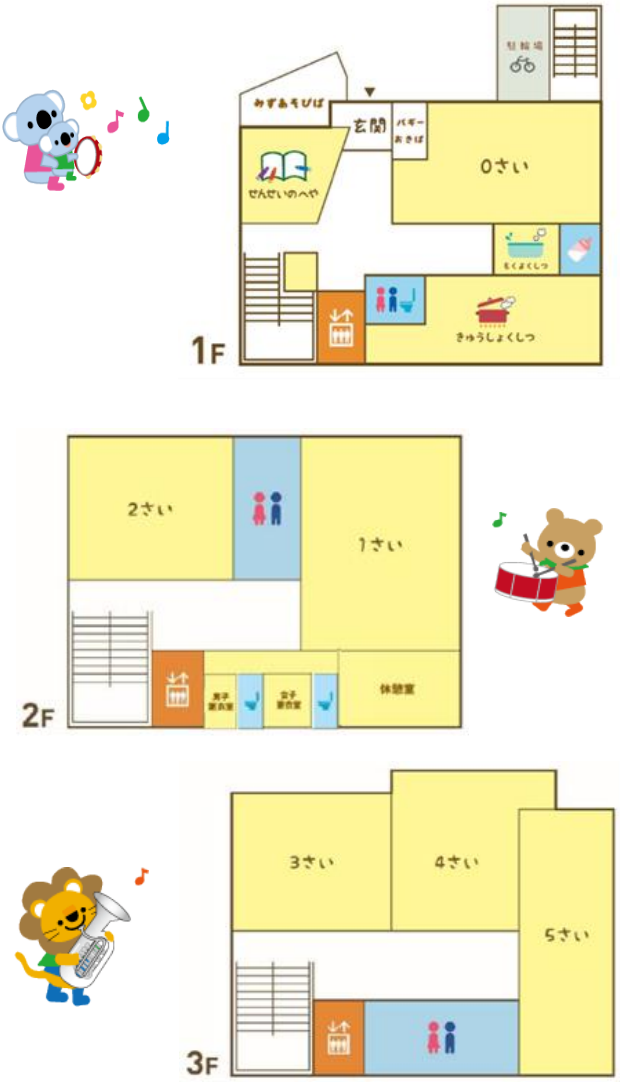 駐輪場
みずあそびば
玄関
バギー
おきば
0さい
せんせいのへや
もくよくしつ
きゅうしょくしつ
1F
2さい
1さい
男子
更衣室
女子
更衣室
休憩室
2F
3さい
4さい
5さい
3F